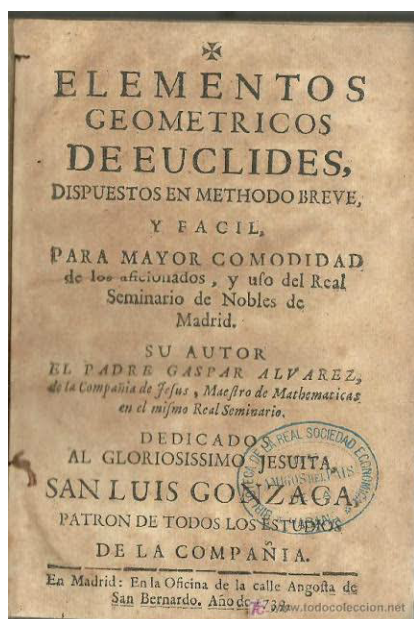 ELEMENTOS
GEOMETRICOS
DE EUCLIDES,
DISPUESTOS EN METHODO BREVE,
Y FACIL,
PARA MAYOR COMODIDAD
de los aficionados, y uſo del Real
Seminario de Nobles de
Madrid.
SU AUTOR
EL PADRE GASPAR ALVAREZ,
de la Compañia de Jeſus, Maeſtro de Mathematicas
en el miſmo Real Seminario.
DEDICADO
AL GLORIOSISSIMO JESUITA,
SAN LUIS GONZAGA,
PATRON DE TODOS LOS ESTUDIOS
DE LA COMPAÑIA.
En Madrid: En la Oficina de la calle Angoſta de
San Bernardo. Año de
REAL SOCIEDAD ECONOMICA
AMIGOS DEL PAIS
www.todocoleccion.net